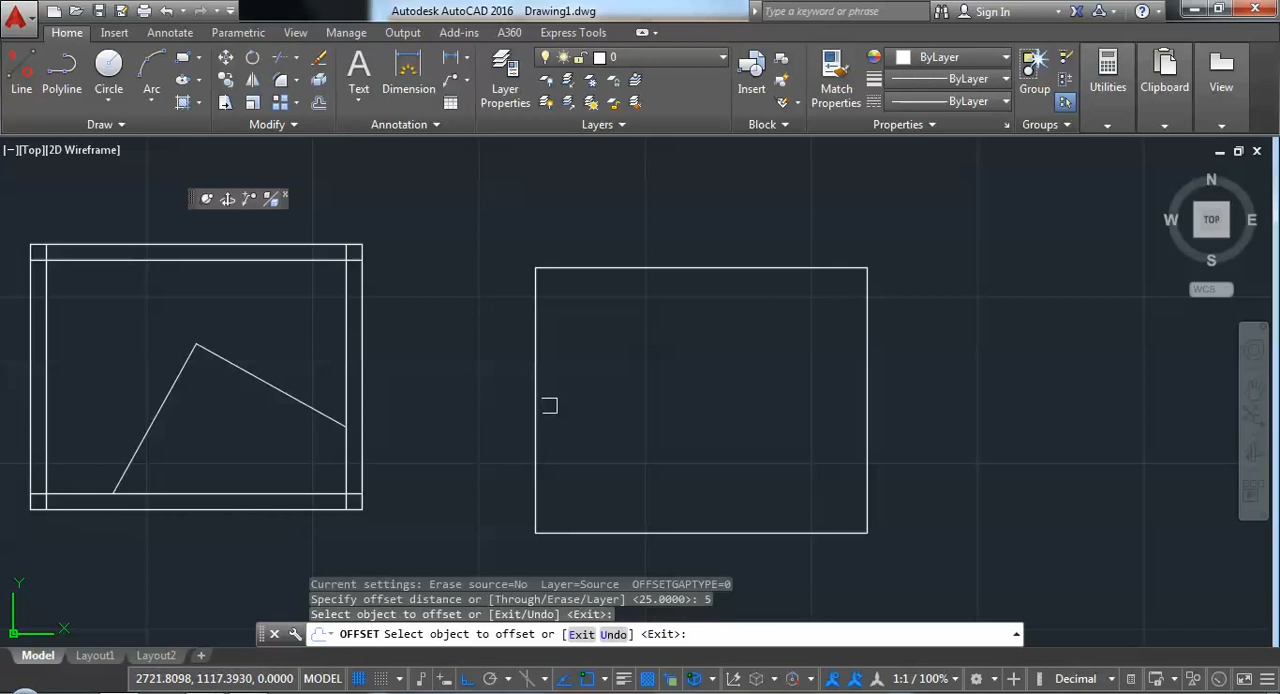 Autodesk AutoCAD 2016 Drawing1.dwg Type a keyword or phrase Sign In
Home Insert Annotate Parametric View Manage Output Add-ins A360 Express Tools
0 ByLayer
ByLayer
ByLayer
Line Polyline Circle Arc Text Dimension Layer Properties Insert Match Properties Group Utilities Clipboard View
Draw Modify Annotation Layers Block Properties Groups
[−][Top][2D Wireframe]
N
W TOP E
S
WCS
Y
X
Current settings: Erase source=No Layer=Source OFFSETGAPTYPE=0
Specify offset distance or [Through/Erase/Layer] <25.0000>: 5
Select object to offset or [Exit/Undo] <Exit>:
OFFSET Select object to offset or [Exit Undo] <Exit>:
Model Layout1 Layout2 +
2721.8098, 1117.3930, 0.0000 MODEL 1:1 / 100% Decimal